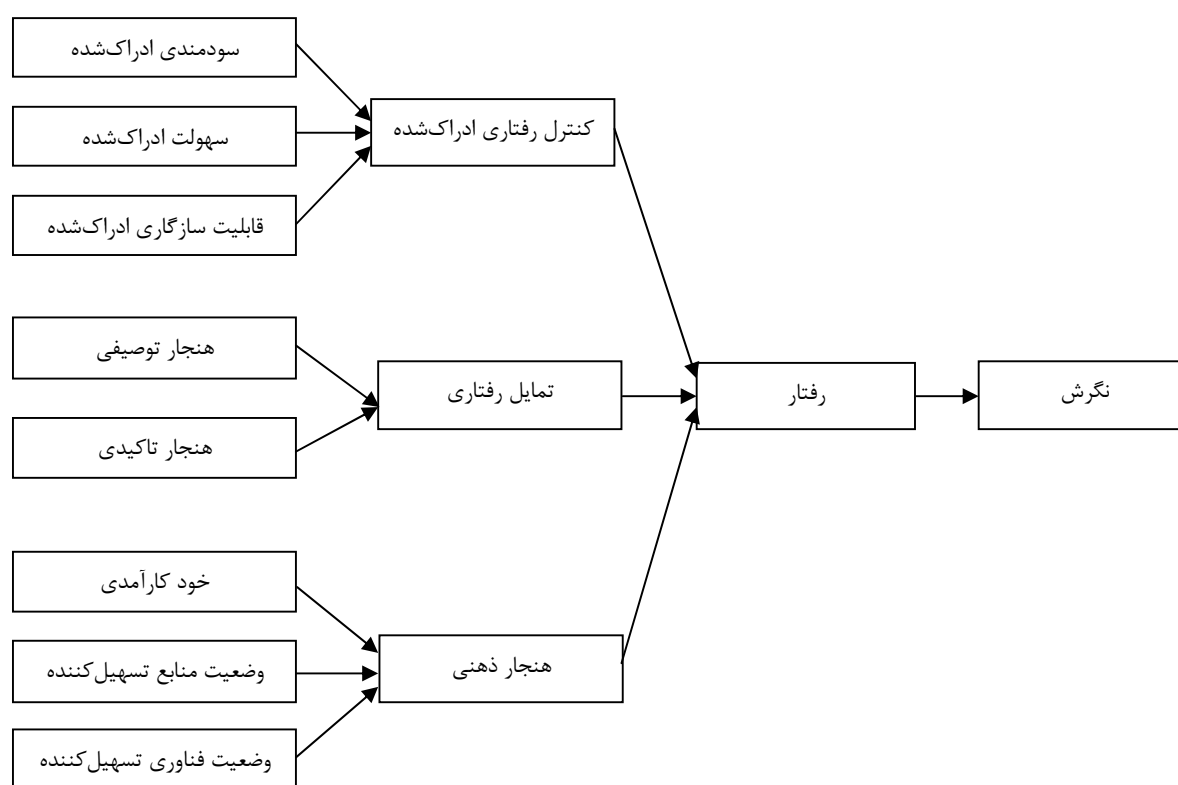 سودمندی ادراک‌شده
سهولت ادراک‌شده
قابلیت سازگاری ادراک‌شده
کنترل رفتاری ادراک‌شده
هنجار توصیفی
هنجار تاکیدی
تمایل رفتاری
رفتار
نگرش
خود کارآمدی
وضعیت منابع تسهیل‌کننده
وضعیت فناوری تسهیل‌کننده
هنجار ذهنی